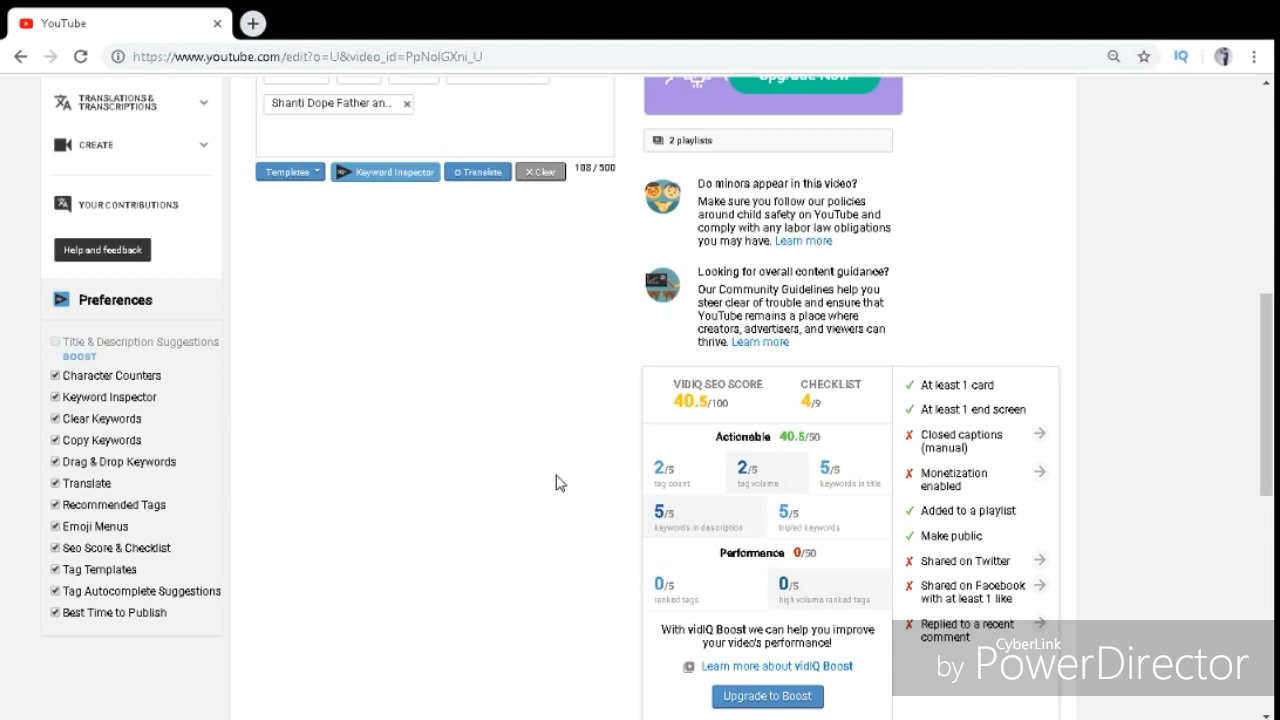 YouTube
https://www.youtube.com/edit?o=U&video_id=PpNolGXni_U
IQ
TRANSLATIONS &
TRANSCRIPTIONS
CREATE
YOUR CONTRIBUTIONS
Help and feedback
Preferences
Title & Description Suggestions
BOOST
Character Counters
Keyword Inspector
Clear Keywords
Copy Keywords
Drag & Drop Keywords
Translate
Recommended Tags
Emoji Menus
Seo Score & Checklist
Tag Templates
Tag Autocomplete Suggestions
Best Time to Publish
Shanti Dope Father an..
Templates
Keyword Inspector
Translate
Clear
108 / 500
Upgrade Now
2 playlists
Do minors appear in this video?
Make sure you follow our policies
around child safety on YouTube and
comply with any labor law obligations
you may have. Learn more
Looking for overall content guidance?
Our Community Guidelines help you
steer clear of trouble and ensure that
YouTube remains a place where
creators, advertisers, and viewers can
thrive. Learn more
VIDIQ SEO SCORE
40.5/100
CHECKLIST
4/9
Actionable 40.5/50
2/5 2/5 5/5
tag count tag volume keywords in title
5/5 5/5
keywords in description tripled keywords
Performance 0/50
0/5 0/5
ranked tags high volume ranked tags
With vidIQ Boost we can help you improve
your video's performance!
Learn more about vidIQ Boost
Upgrade to Boost
At least 1 card
At least 1 end screen
Closed captions
(manual)
Monetization
enabled
Added to a playlist
Make public
Shared on Twitter
Shared on Facebook
with at least 1 like
Replied to a recent
comment
CyberLink
by PowerDirector